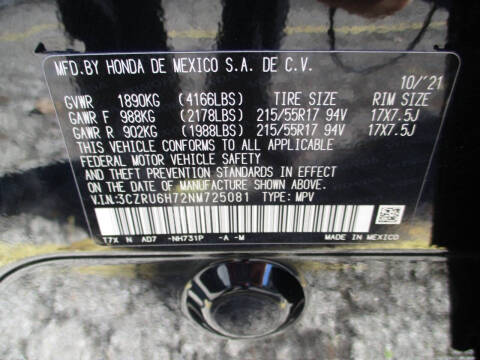 MFD.BY HONDA DE MEXICO S.A. DE C.V.
10/'21
GVWR 1890KG (4166LBS) TIRE SIZE RIM SIZE
GAWR F 988KG (2178LBS) 215/55R17 94V 17X7.5J
GAWR R 902KG (1988LBS) 215/55R17 94V 17X7.5J
THIS VEHICLE CONFORMS TO ALL APPLICABLE
FEDERAL MOTOR VEHICLE SAFETY
AND THEFT PREVENTION STANDARDS IN EFFECT
ON THE DATE OF MANUFACTURE SHOWN ABOVE.
V.I.N:3CZRU6H72NM725081 TYPE: MPV
T7X N AD7 -NH731P -A -M
MADE IN MEXICO